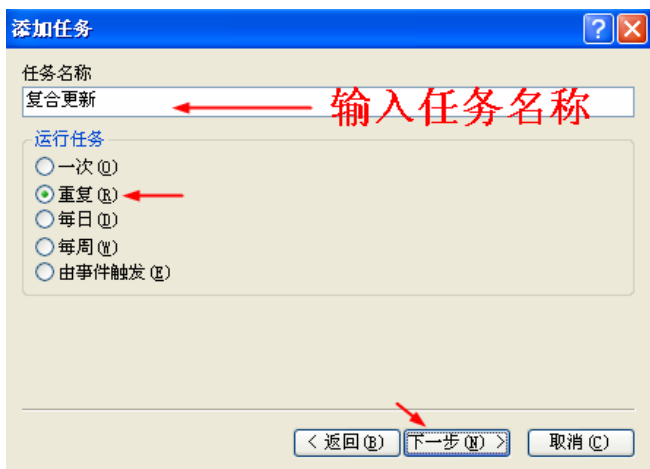 添加任务
任务名称
复合更新
输入任务名称
运行任务
一次(O)
重复(R)
每日(D)
每周(W)
由事件触发(E)
< 返回(B) 下一步(N) > 取消(C)